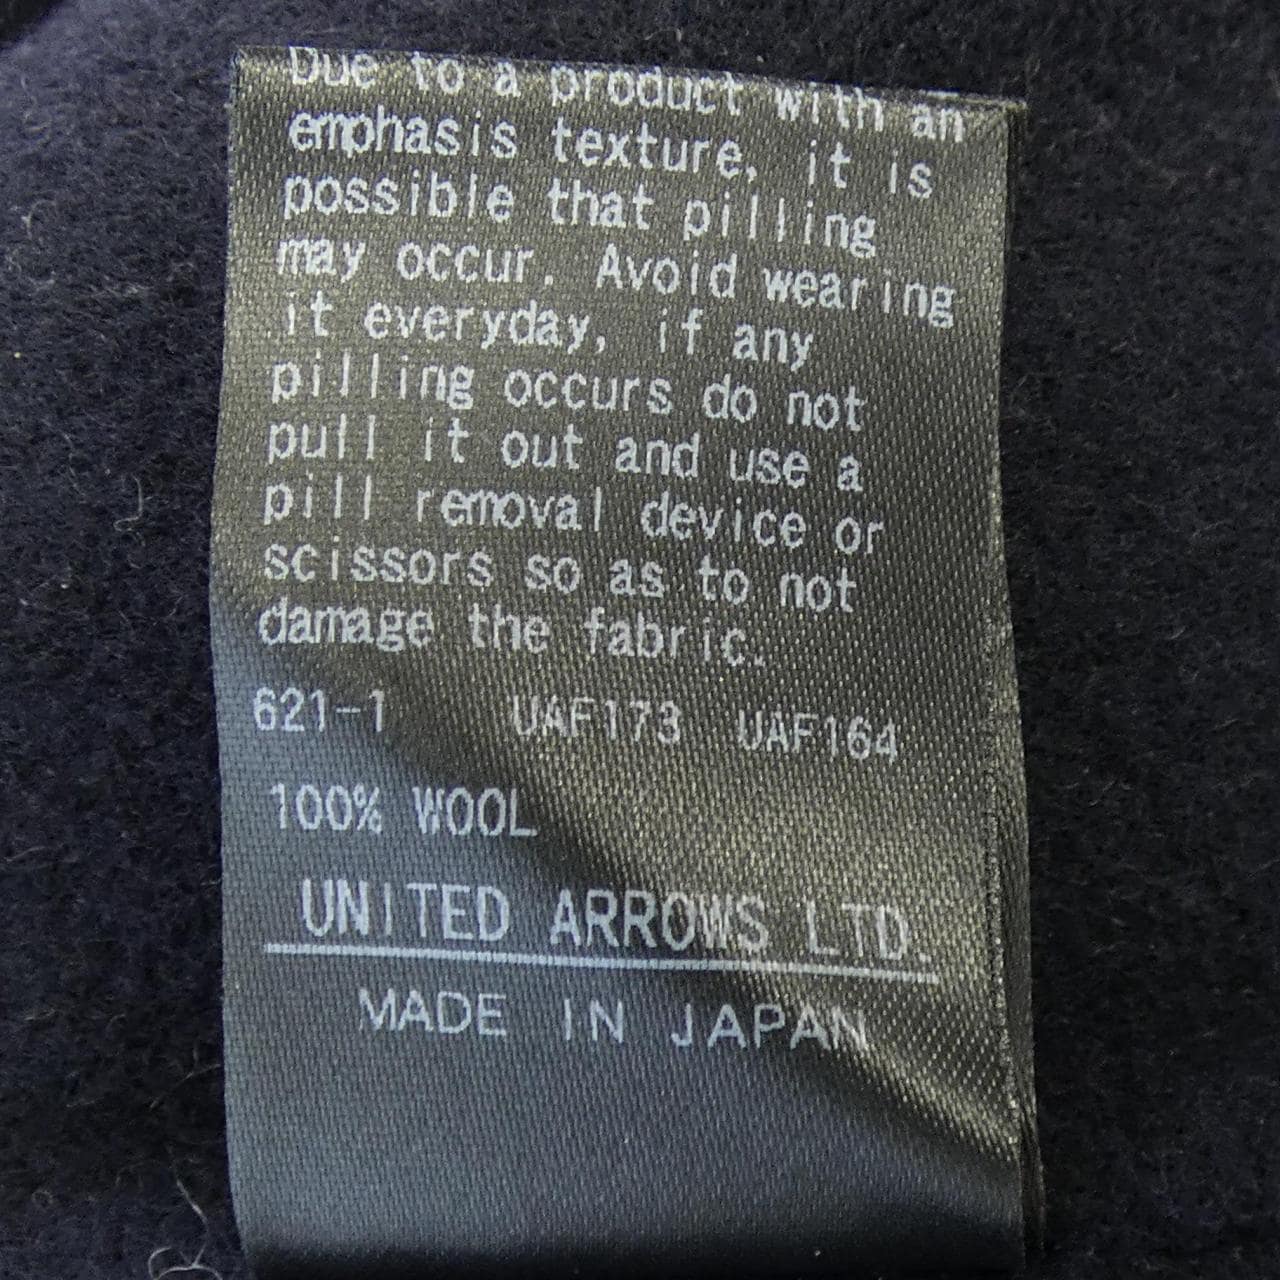 Due to a product with an
emphasis texture, it is
possible that pilling
may occur. Avoid wearing
it everyday, if any
pilling occurs do not
pull it out and use a
pill removal device or
scissors so as to not
damage the fabric.
621-1 UAF173 UAF164
100% WOOL
UNITED ARROWS LTD.
MADE IN JAPAN